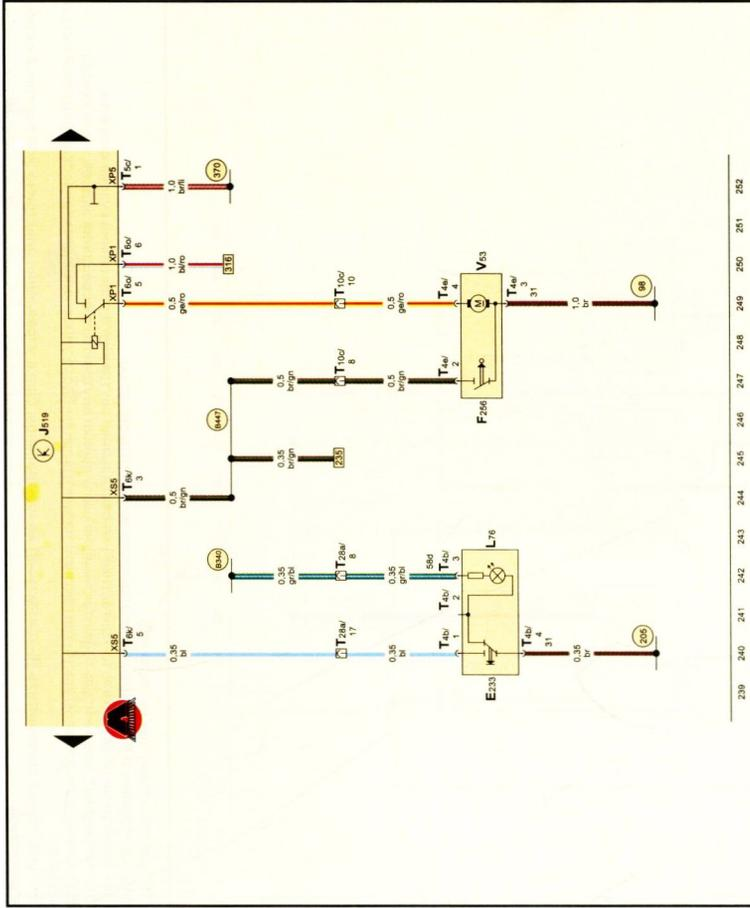 K J519
XS5
T6k/
5
XS5
T6k/
3
XP1
T6o/
5
XP1
T6o/
6
XP5
T5c/
1
0,35
bl
0,5
br/gn
1,0
bl/ro
1,0
br/li
B340
B447
316
370
0,35
gr/bl
0,35
br/gn
0,5
br/gn
0,5
ge/ro
T28a/
17
T28a/
8
235
T10c/
8
T10c/
10
0,35
bl
0,35
gr/bl
0,5
br/gn
0,5
ge/ro
58d
T4b/
1
T4b/
2
T4b/
3
T4e/
2
T4e/
4
E233
L76
F256
M
V53
T4b/
4
31
T4e/
3
31
0,35
br
1,0
br
205
98
239 240 241 242 243 244 245 246 247 248 249 250 251 252